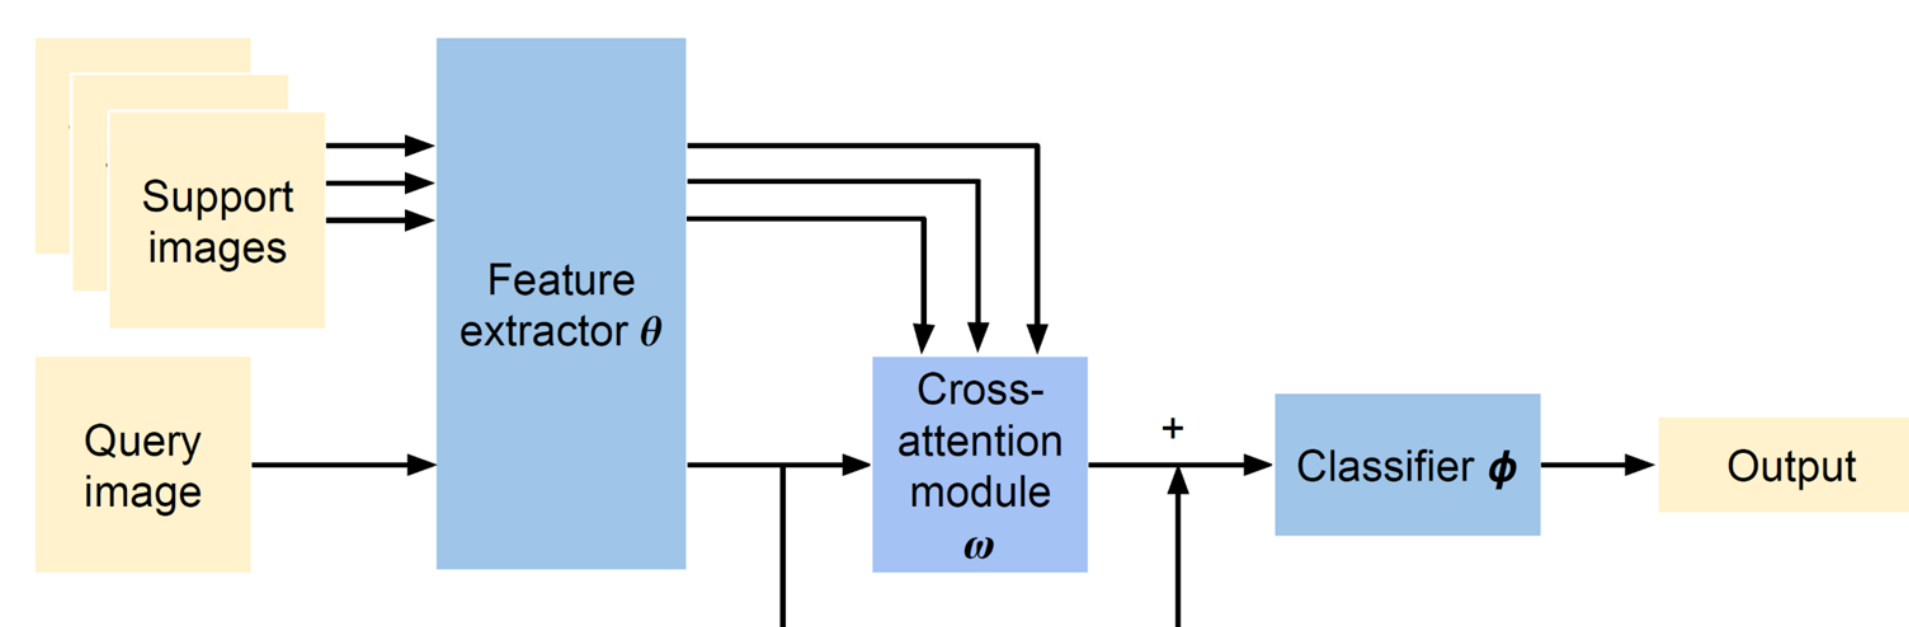 Support
images
Feature
extractor θ
Query
image
Cross-
attention
module
ω
+
Classifier ϕ
Output